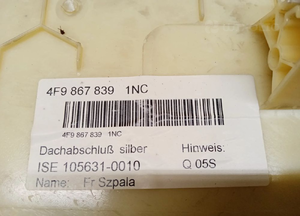 4F9 867 839 1NC
4F9 867 839 1NC
Dachabschluß silber Hinweis:
ISE 105631-0010 Q 05S
Name: Fr Szpala